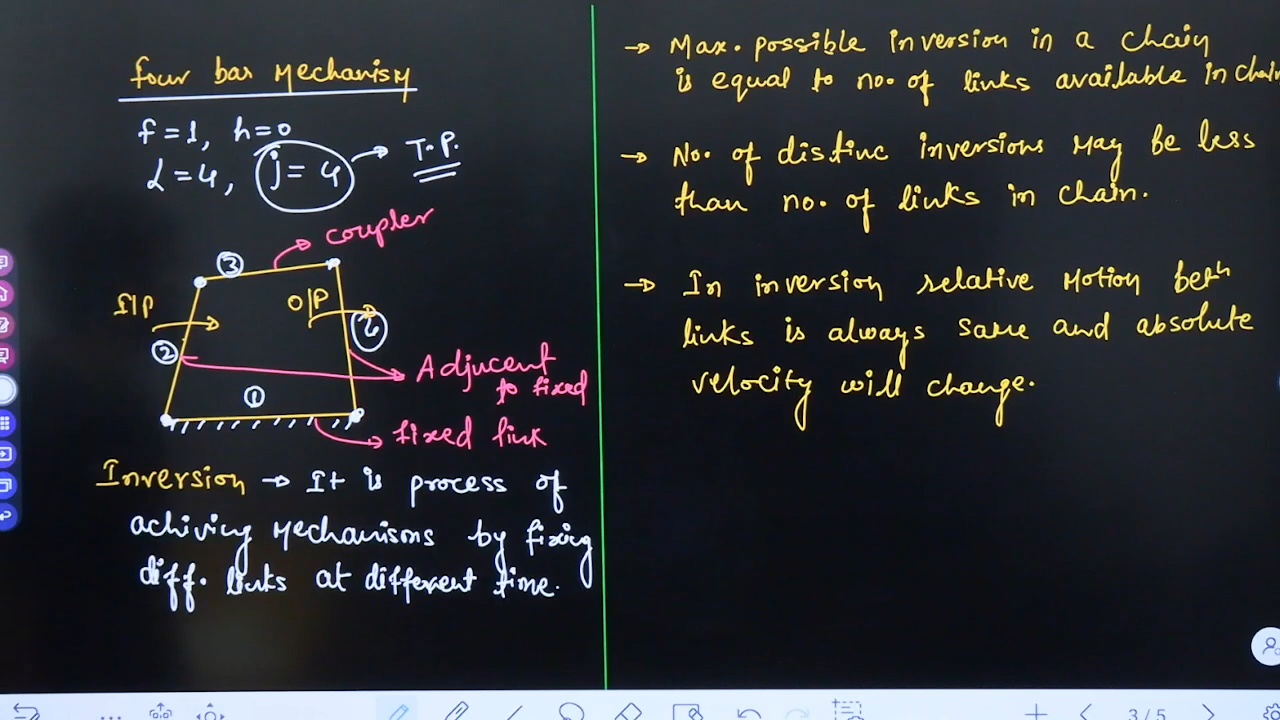 four bar Mechanism
f=1, h=0
L=4, j=4 → T.P.
coupler
③
I/P
O/P
②
④
Adjucent
to fixed
①
fixed link
Inversion → It is process of
achiving Mechanisms by fixing
diff. links at different time.
→ Max. possible inversion in a chain
is equal to no. of links available in chain
→ No. of distinc inversions May be less
than no. of links in chain.
→ In inversion relative Motion betn
links is always same and absolute
velocity will change.
3/5